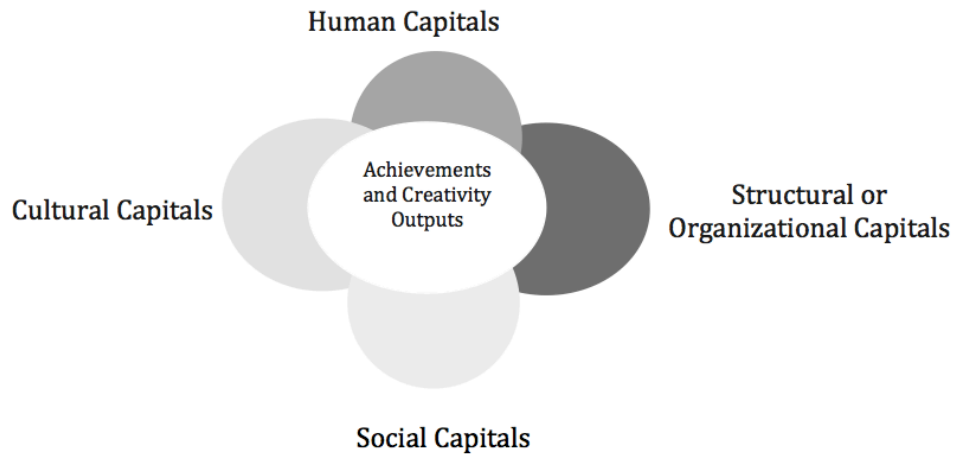 Human Capitals
Achievements
and Creativity
Outputs
Cultural Capitals
Structural or
Organizational Capitals
Social Capitals